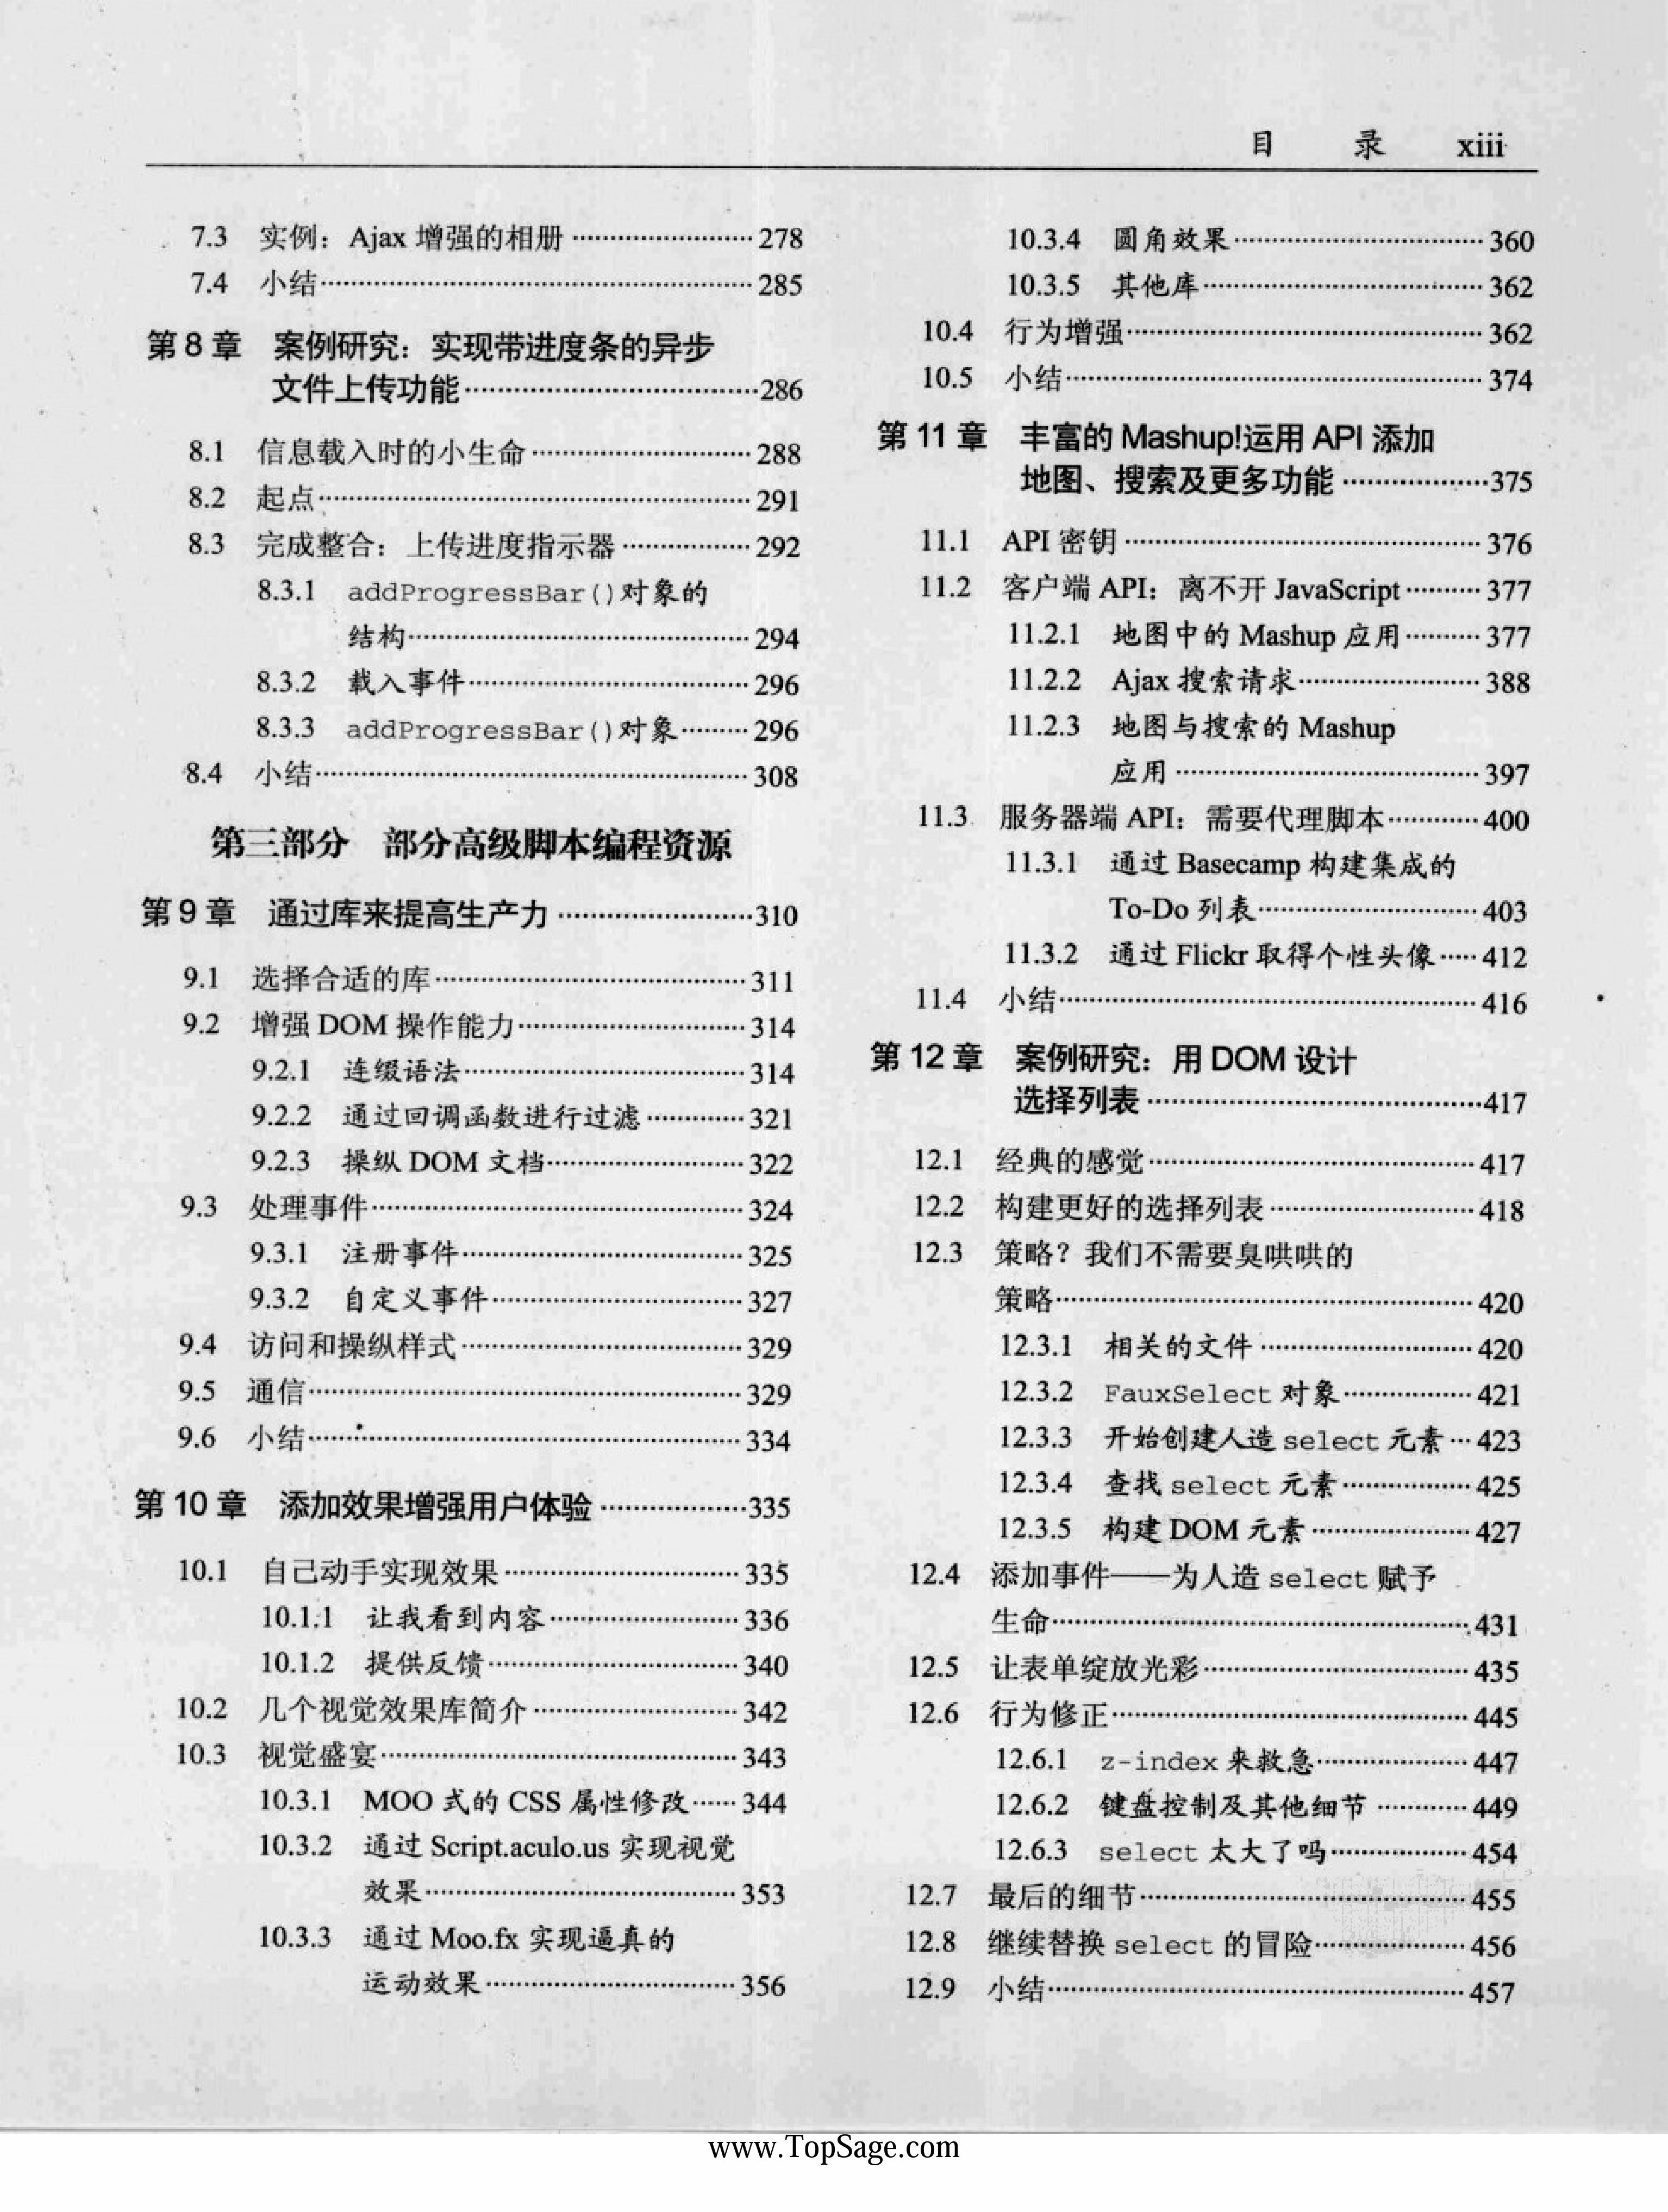 目 录 xiii
7.3 实例：Ajax 增强的相册……278
7.4 小结……285
第 8 章 案例研究：实现带进度条的异步
文件上传功能……286
8.1 信息载入时的小生命……288
8.2 起点……291
8.3 完成整合：上传进度指示器……292
8.3.1 addProgressBar()对象的
结构……294
8.3.2 载入事件……296
8.3.3 addProgressBar()对象……296
8.4 小结……308
第三部分 部分高级脚本编程资源
第 9 章 通过库来提高生产力……310
9.1 选择合适的库……311
9.2 增强 DOM 操作能力……314
9.2.1 连缀语法……314
9.2.2 通过回调函数进行过滤……321
9.2.3 操纵 DOM 文档……322
9.3 处理事件……324
9.3.1 注册事件……325
9.3.2 自定义事件……327
9.4 访问和操纵样式……329
9.5 通信……329
9.6 小结……334
第 10 章 添加效果增强用户体验……335
10.1 自己动手实现效果……335
10.1.1 让我看到内容……336
10.1.2 提供反馈……340
10.2 几个视觉效果库简介……342
10.3 视觉盛宴……343
10.3.1 MOO 式的 CSS 属性修改……344
10.3.2 通过 Script.aculo.us 实现视觉
效果……353
10.3.3 通过 Moo.fx 实现逼真的
运动效果……356
10.3.4 圆角效果……360
10.3.5 其他库……362
10.4 行为增强……362
10.5 小结……374
第 11 章 丰富的 Mashup!运用 API 添加
地图、搜索及更多功能……375
11.1 API 密钥……376
11.2 客户端 API：离不开 JavaScript……377
11.2.1 地图中的 Mashup 应用……377
11.2.2 Ajax 搜索请求……388
11.2.3 地图与搜索的 Mashup
应用……397
11.3 服务器端 API：需要代理脚本……400
11.3.1 通过 Basecamp 构建集成的
To-Do 列表……403
11.3.2 通过 Flickr 取得个性头像……412
11.4 小结……416
第 12 章 案例研究：用 DOM 设计
选择列表……417
12.1 经典的感觉……417
12.2 构建更好的选择列表……418
12.3 策略？我们不需要臭哄哄的
策略……420
12.3.1 相关的文件……420
12.3.2 FauxSelect 对象……421
12.3.3 开始创建人造 select 元素…423
12.3.4 查找 select 元素……425
12.3.5 构建 DOM 元素……427
12.4 添加事件——为人造 select 赋予
生命……431
12.5 让表单绽放光彩……435
12.6 行为修正……445
12.6.1 z-index 来救急……447
12.6.2 键盘控制及其他细节……449
12.6.3 select 太大了吗……454
12.7 最后的细节……455
12.8 继续替换 select 的冒险……456
12.9 小结……457
www.TopSage.com